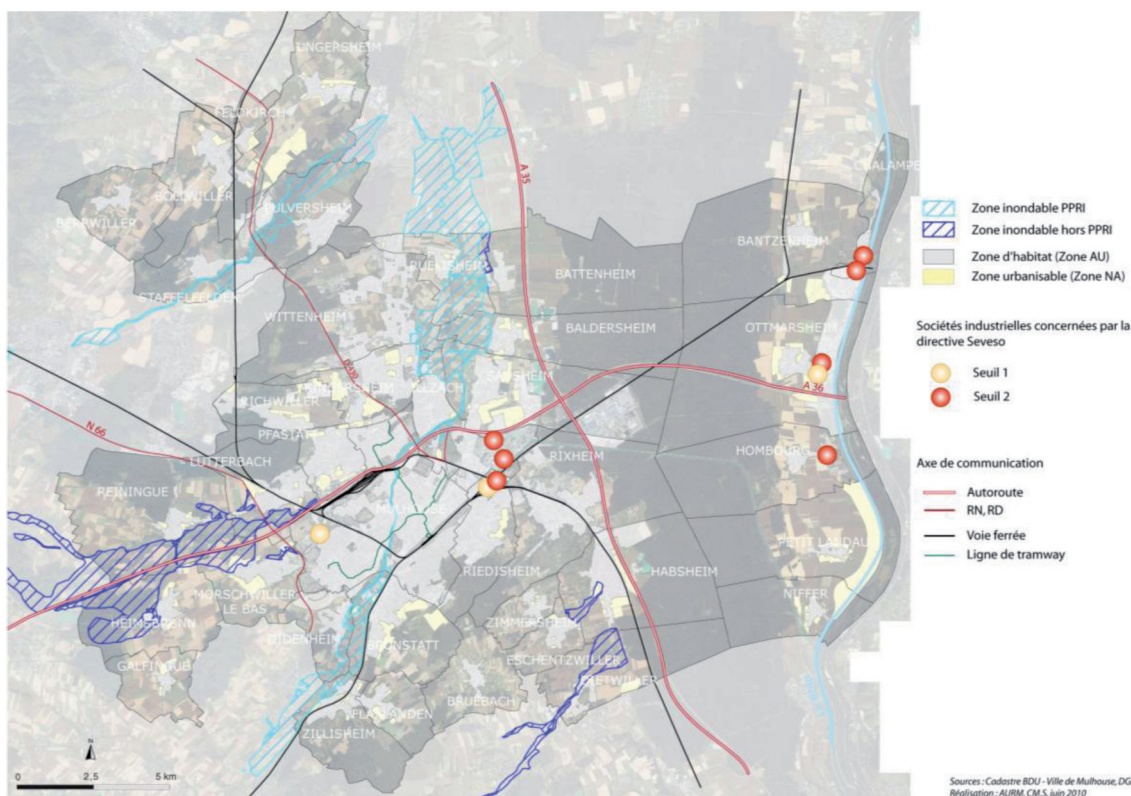 UNGERSHEIM
FELDKIRCH
BOLLWILLER
BERRWILLER
PULVERSHEIM
STAFFELFELDEN
RUELISHEIM
WITTENHEIM
BATTENHEIM
BALDERSHEIM
BANTZENHEIM
CHALAMPE
OTTMARSHEIM
SAUSHEIM
RICHWILLER
PFASTAT
LUTTERBACH
REININGUE
RIXHEIM
HOMBOURG
MULHOUSE
RIEDISHEIM
HABSHEIM
PETIT LANDAU
NIFFER
MORSCHWILLER
LE BAS
HEIMSBRUNN
DIDENHEIM
BRUNSTATT
ZIMMERSHEIM
ESCHENTZWILLER
DIETWILLER
GALFINGUE
BRUEBACH
FLAXLANDEN
ZILLISHEIM
A 35
A 36
N 66
D 430
N
0 2,5 5 km
Zone inondable PPRI
Zone inondable hors PPRI
Zone d'habitat (Zone AU)
Zone urbanisable (Zone NA)
Sociétés industrielles concernées par la
directive Seveso
Seuil 1
Seuil 2
Axe de communication
Autoroute
RN, RD
Voie ferrée
Ligne de tramway
Sources : Cadastre BDU - Ville de Mulhouse, DG
Réalisation : AURM, CM.S, juin 2010